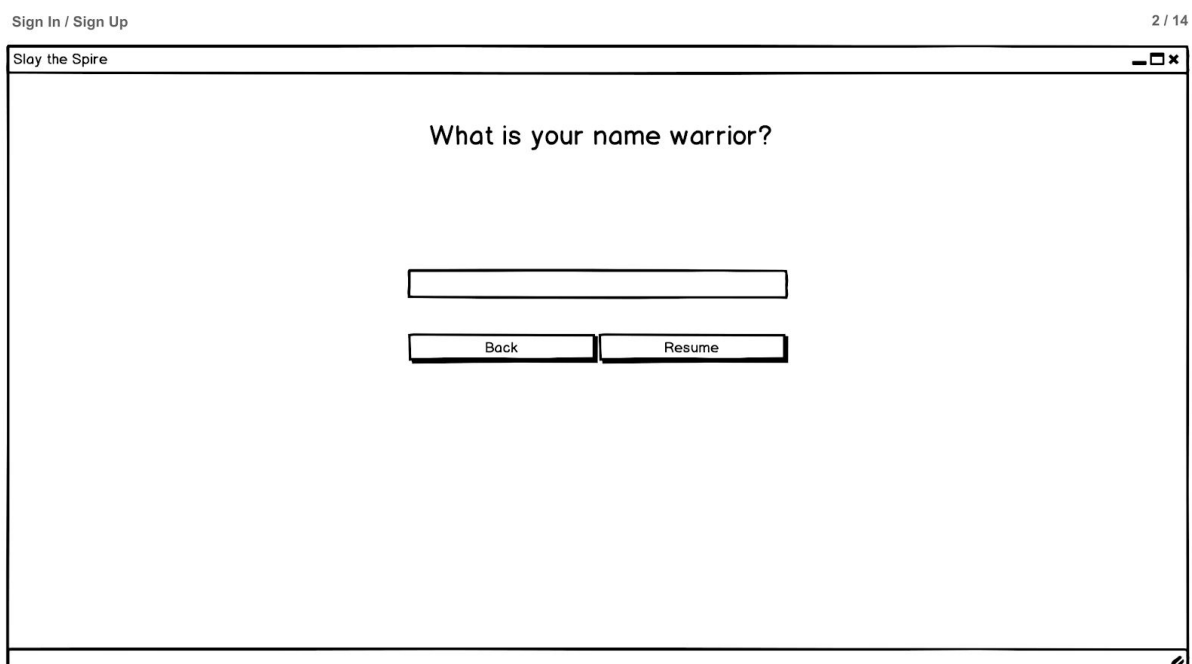 Sign In / Sign Up 2 / 14
Slay the Spire
What is your name warrior?
Back Resume